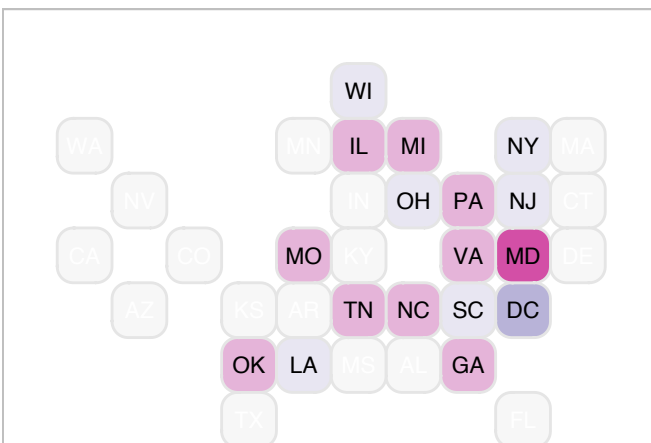 WI
WA MN IL MI NY MA
NV IN OH PA NJ CT
CA CO MO KY VA MD DE
AZ KS AR TN NC SC DC
OK LA MS AL GA
TX FL